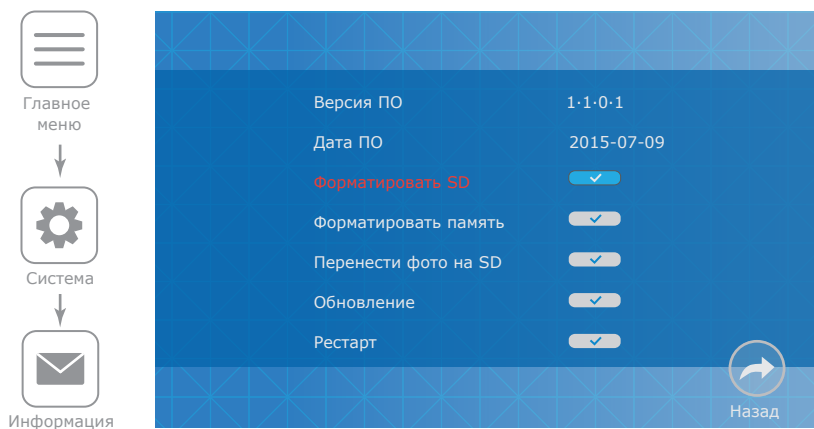 Главное
меню
Система
Информация
Версия ПО 1·1·0·1
Дата ПО 2015-07-09
Форматировать SD
Форматировать память
Перенести фото на SD
Обновление
Рестарт
Назад